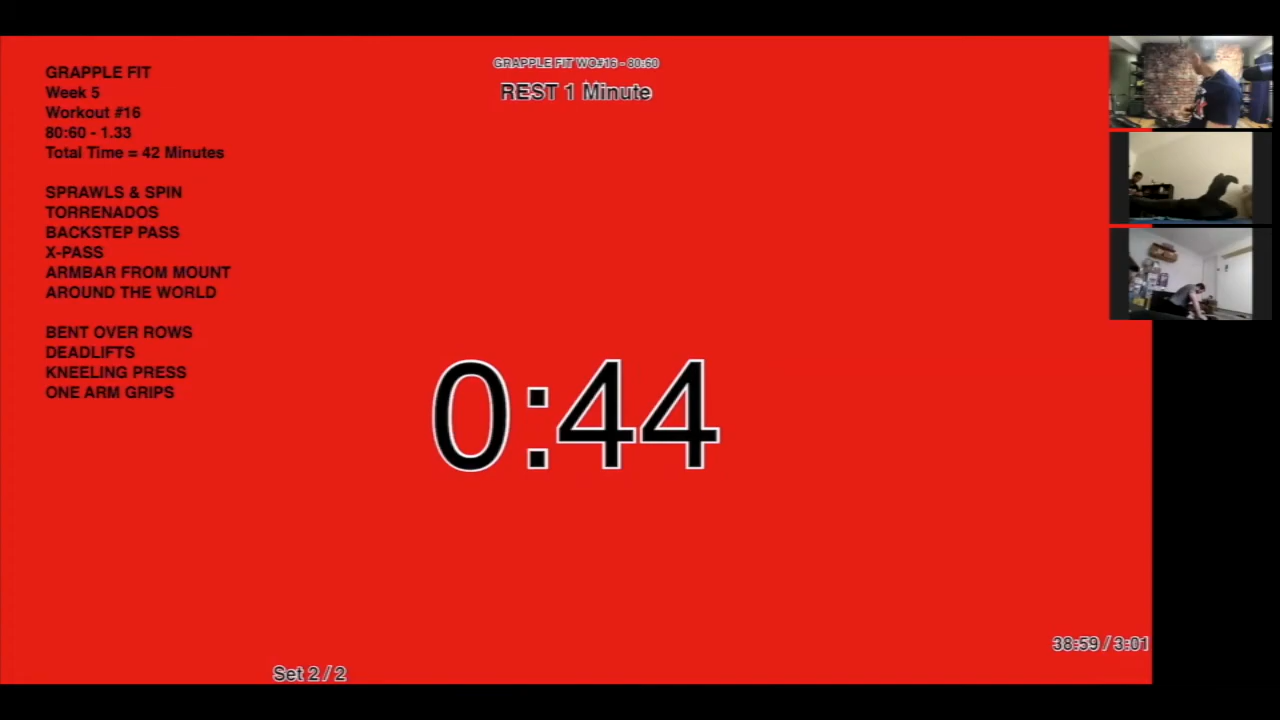 GRAPPLE FIT
Week 5
Workout #16
80:60 - 1.33
Total Time = 42 Minutes
SPRAWLS & SPIN
TORRENADOS
BACKSTEP PASS
X-PASS
ARMBAR FROM MOUNT
AROUND THE WORLD
BENT OVER ROWS
DEADLIFTS
KNEELING PRESS
ONE ARM GRIPS
GRAPPLE FIT WO#16 - 80:60
REST 1 Minute
0:44
38:59 / 3:01
Set 2 / 2